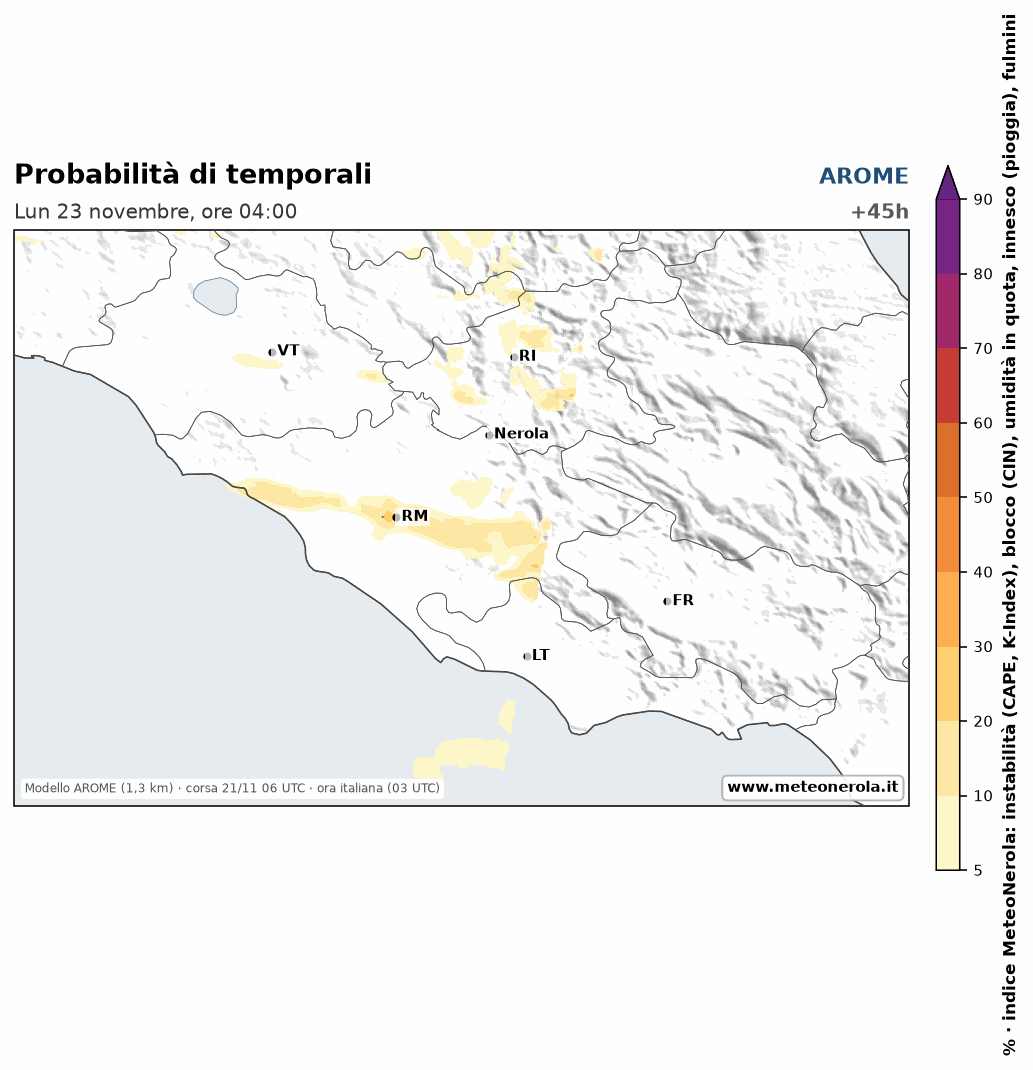 Probabilità di temporali
AROME
Lun 23 novembre, ore 04:00
+45h
VT
RI
Nerola
RM
FR
LT
Modello AROME (1,3 km) · corsa 21/11 06 UTC · ora italiana (03 UTC)
www.meteonerola.it
90
80
70
60
50
40
30
20
10
5
% · indice MeteoNerola: instabilità (CAPE, K-Index), blocco (CIN), umidità in quota, innesco (pioggia), fulmini